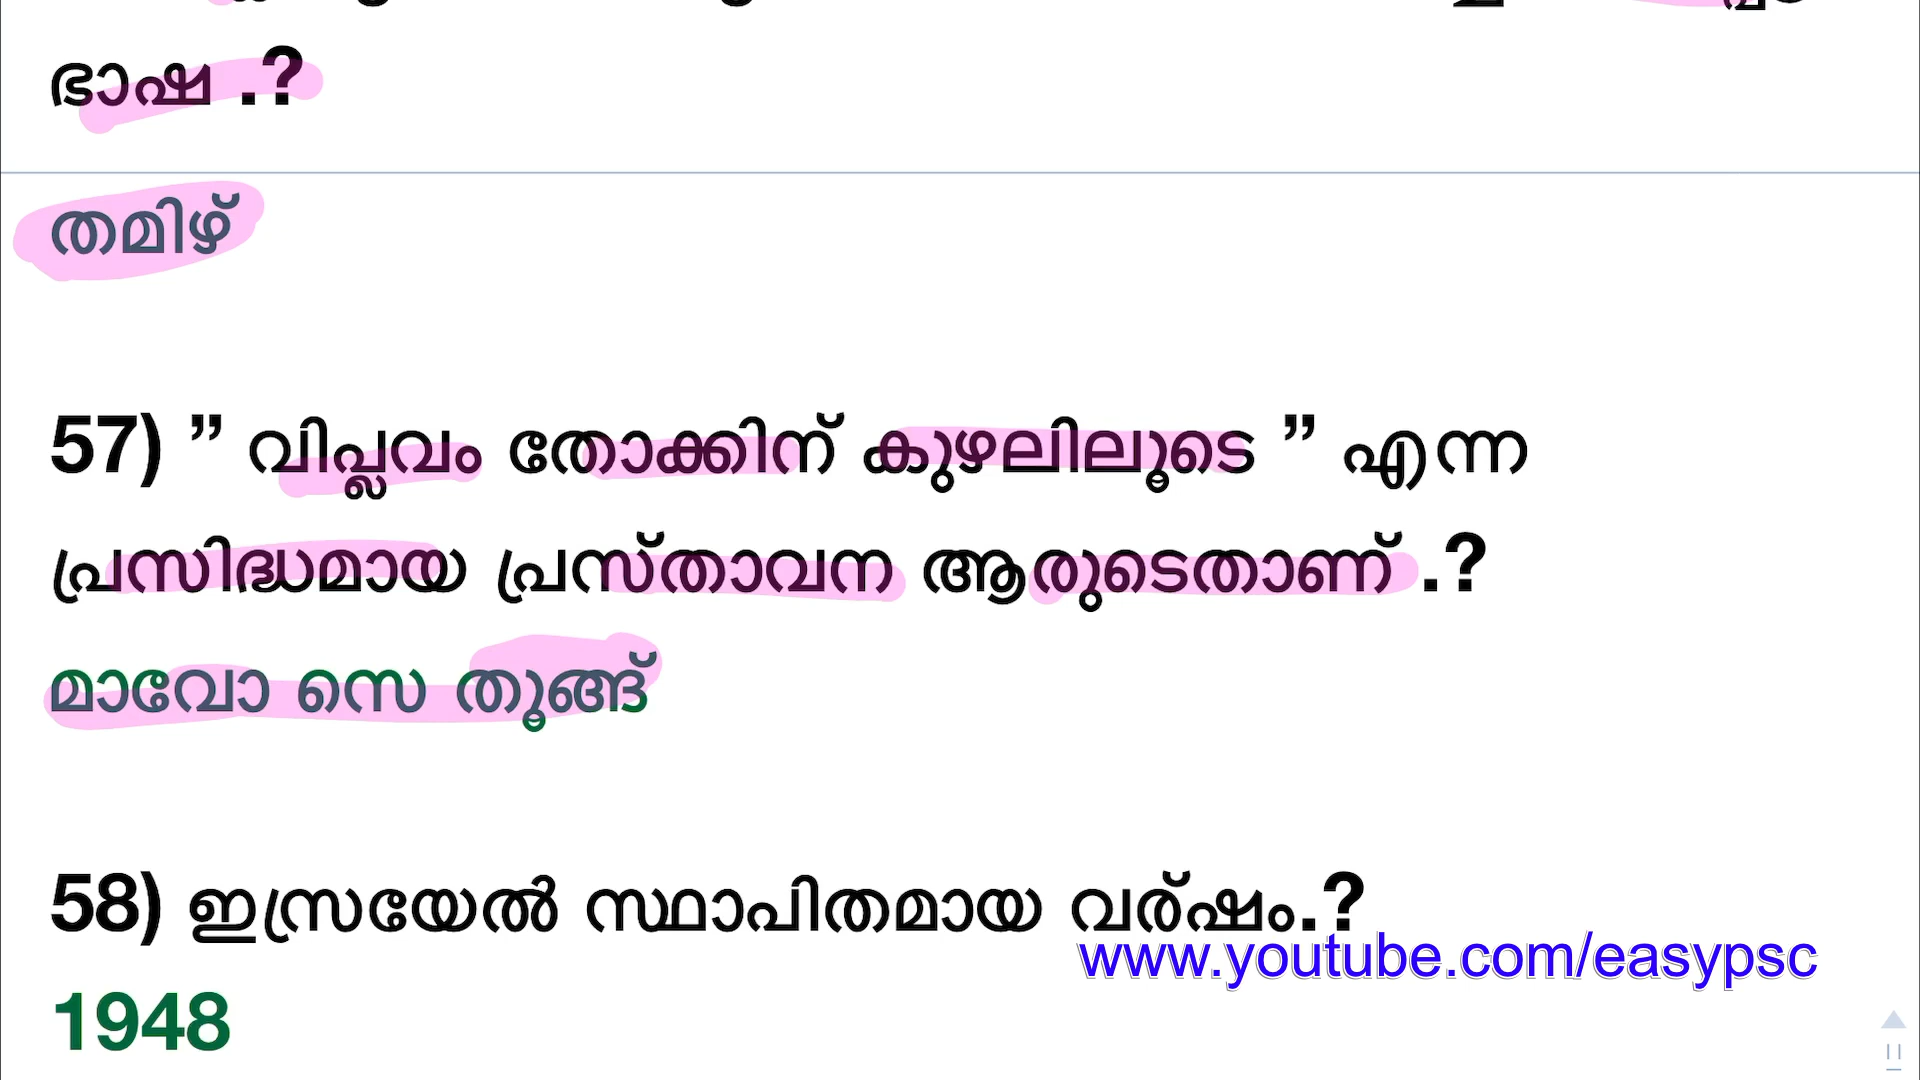 ഭാഷ .?
തമിഴ്
57) ” വിപ്ലവം തോക്കിന് കുഴലിലൂടെ ” എന്ന
പ്രസിദ്ധമായ പ്രസ്താവന ആരുടെതാണ് .?
മാവോ സെ തൂങ്ങ്
58) ഇസ്രയേൽ സ്ഥാപിതമായ വര്ഷം.?
www.youtube.com/easypsc
1948